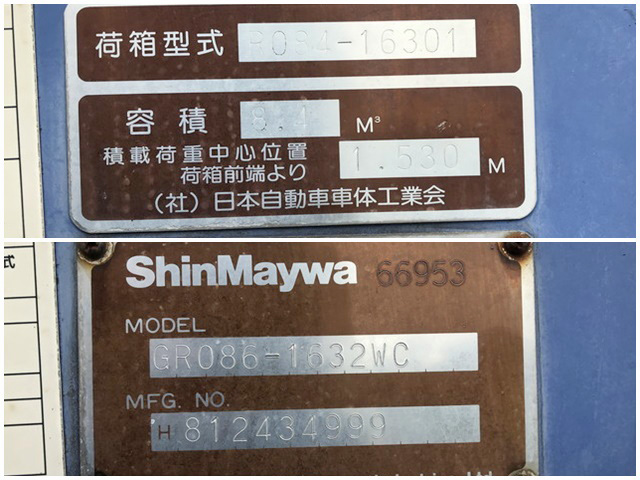 荷箱型式 R084-16301
容積 8.4 M³
積載荷重中心位置
荷箱前端より 1.530 M
(社)日本自動車車体工業会
式
ShinMaywa 66953
MODEL
GR086-1632WC
MFG. NO.
H 812434999